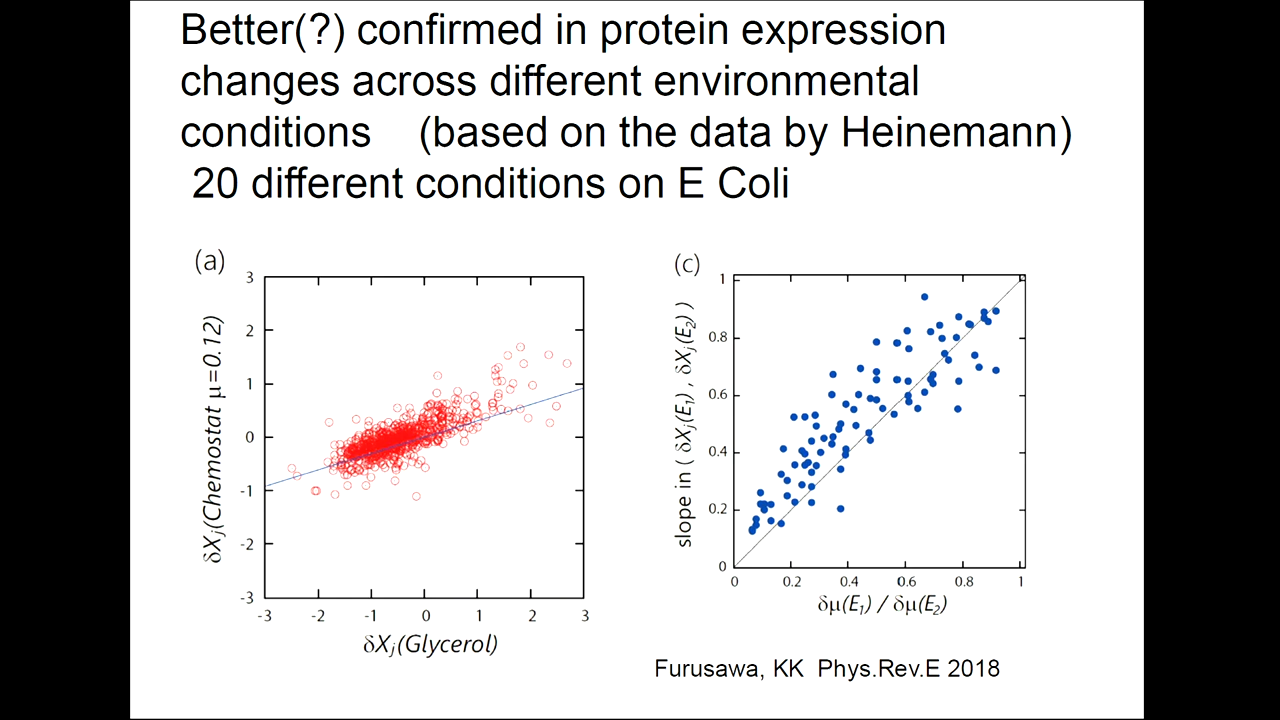 Better(?) confirmed in protein expression
changes across different environmental
conditions (based on the data by Heinemann)
20 different conditions on E Coli
(a)
3
2
1
0
-1
-2
-3
-3 -2 -1 0 1 2 3
δXj(Chemostat μ=0.12)
δXj(Glycerol)
(c)
1
0.8
0.6
0.4
0.2
0
0 0.2 0.4 0.6 0.8 1
slope in ( δXj(E1) , δXj(E2) )
δμ(E1) / δμ(E2)
Furusawa, KK Phys.Rev.E 2018